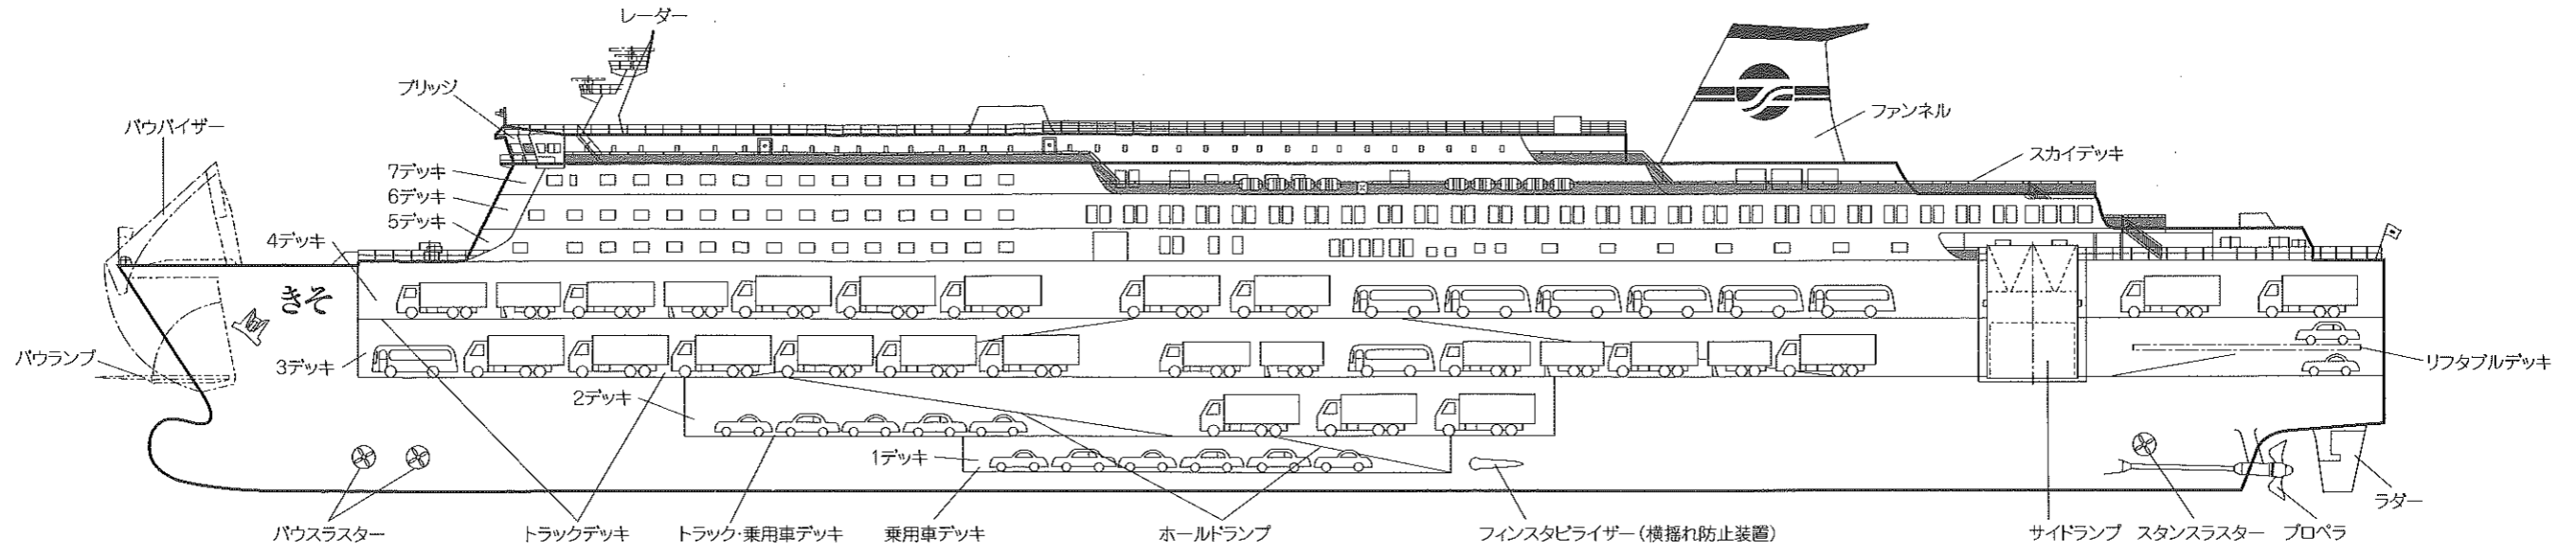 レーダー
ブリッジ
バウバイザー
ファンネル
スカイデッキ
7デッキ
6デッキ
5デッキ
4デッキ
きそ
バウランプ
3デッキ
リフタブルデッキ
2デッキ
1デッキ
ラダー
バウスラスター
トラックデッキ
トラック・乗用車デッキ
乗用車デッキ
ホールドランプ
フィンスタビライザー(横揺れ防止装置)
サイドランプ
スタンスラスター
プロペラ